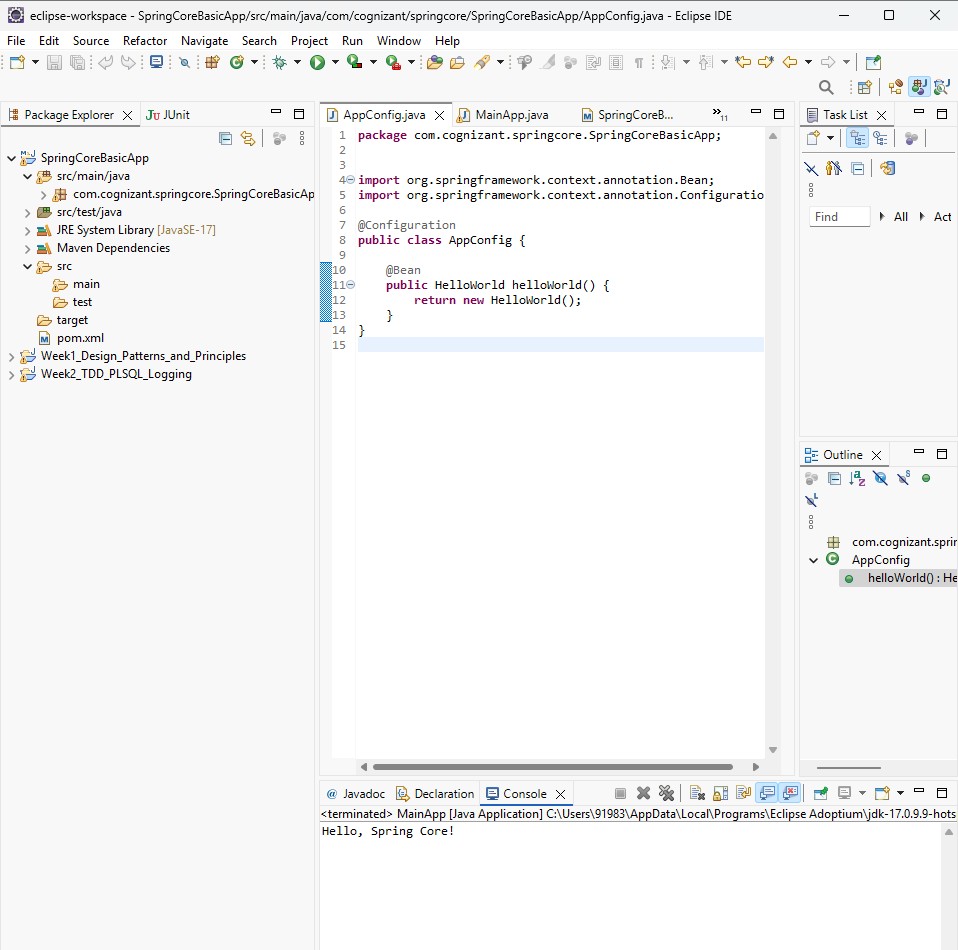 eclipse-workspace - SpringCoreBasicApp/src/main/java/com/cognizant/springcore/SpringCoreBasicApp/AppConfig.java - Eclipse IDE
File Edit Source Refactor Navigate Search Project Run Window Help
Package Explorer
JUnit
SpringCoreBasicApp
src/main/java
com.cognizant.springcore.SpringCoreBasicAp
src/test/java
JRE System Library [JavaSE-17]
Maven Dependencies
src
main
test
target
pom.xml
Week1_Design_Patterns_and_Principles
Week2_TDD_PLSQL_Logging
AppConfig.java
MainApp.java
SpringCoreB...
11
1 package com.cognizant.springcore.SpringCoreBasicApp;
2
3
4 import org.springframework.context.annotation.Bean;
5 import org.springframework.context.annotation.Configuratio
6
7 @Configuration
8 public class AppConfig {
9
10 @Bean
11 public HelloWorld helloWorld() {
12 return new HelloWorld();
13 }
14 }
15
Task List
Find
All
Act
Outline
com.cognizant.sprin
AppConfig
helloWorld() : He
@ Javadoc
Declaration
Console
<terminated> MainApp [Java Application] C:\Users\91983\AppData\Local\Programs\Eclipse Adoptium\jdk-17.0.9.9-hots
Hello, Spring Core!